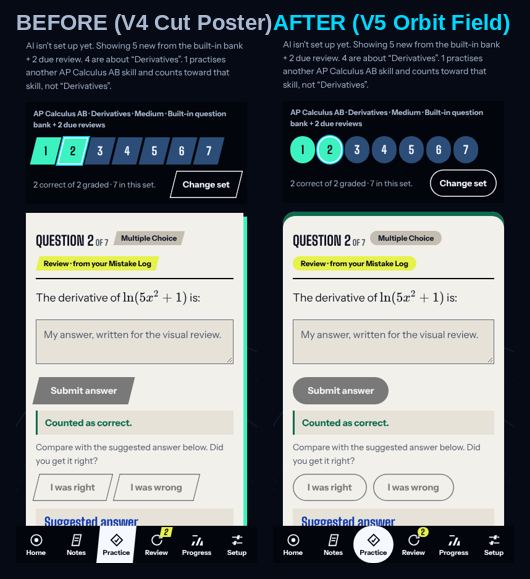 BEFORE (V4 Cut Poster)
AI isn't set up yet. Showing 5 new from the built-in bank
+ 2 due review. 4 are about “Derivatives”. 1 practises
another AP Calculus AB skill and counts toward that
skill, not “Derivatives”.
AP Calculus AB · Derivatives · Medium · Built-in question
bank + 2 due reviews
1 2 3 4 5 6 7
2 correct of 2 graded · 7 in this set.
Change set
QUESTION 2 OF 7
Multiple Choice
Review · from your Mistake Log
The derivative of ln(5x² + 1) is:
My answer, written for the visual review.
Submit answer
Counted as correct.
Compare with the suggested answer below. Did
you get it right?
I was right
I was wrong
Suggested answer
2
Home Notes Practice Review Progress Setup
AFTER (V5 Orbit Field)
AI isn't set up yet. Showing 5 new from the built-in bank
+ 2 due review. 4 are about “Derivatives”. 1 practises
another AP Calculus AB skill and counts toward that
skill, not “Derivatives”.
AP Calculus AB · Derivatives · Medium · Built-in question
bank + 2 due reviews
1 2 3 4 5 6 7
2 correct of 2 graded · 7 in this set.
Change set
QUESTION 2 OF 7
Multiple Choice
Review · from your Mistake Log
The derivative of ln(5x² + 1) is:
My answer, written for the visual review.
Submit answer
Counted as correct.
Compare with the suggested answer below. Did
you get it right?
I was right
I was wrong
Suggested answer
2
Home Notes Practice Review Progress Setup